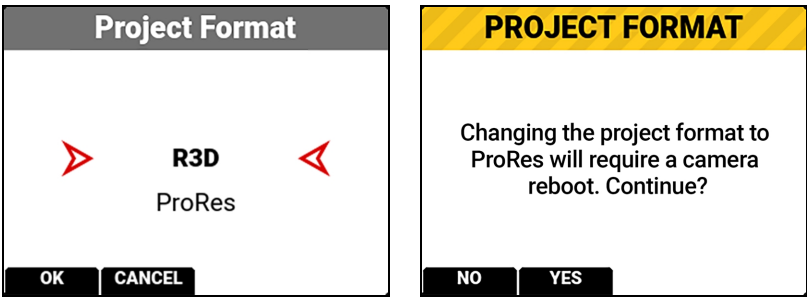 Project Format
R3D
ProRes
OK
CANCEL
PROJECT FORMAT
Changing the project format to
ProRes will require a camera
reboot. Continue?
NO
YES